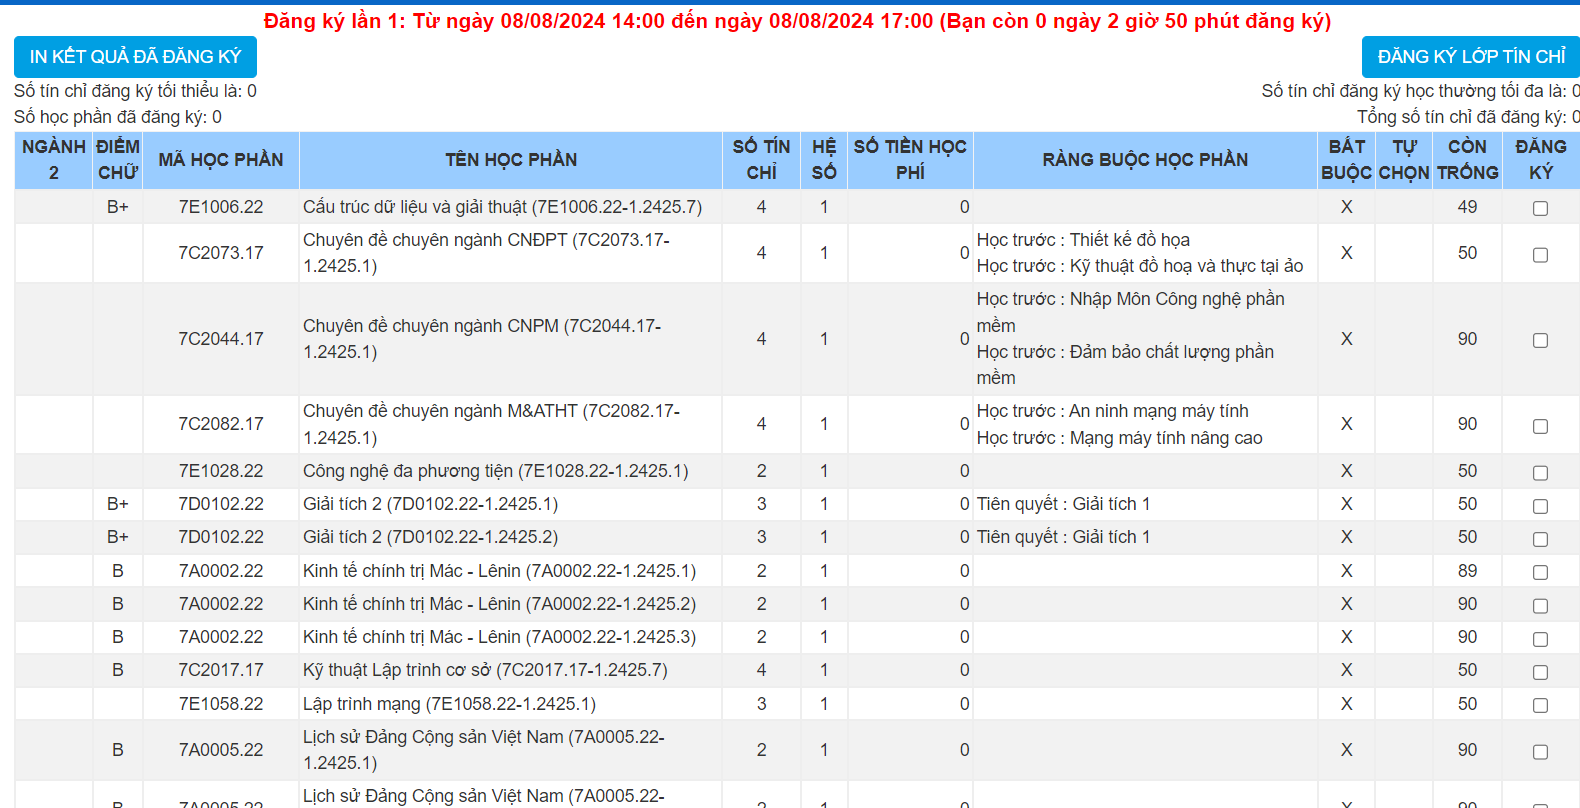 Đăng ký lần 1: Từ ngày 08/08/2024 14:00 đến ngày 08/08/2024 17:00 (Bạn còn 0 ngày 2 giờ 50 phút đăng ký)
IN KẾT QUẢ ĐÃ ĐĂNG KÝ
ĐĂNG KÝ LỚP TÍN CHỈ
Số tín chỉ đăng ký tối thiểu là: 0
Số tín chỉ đăng ký học thường tối đa là: 0
Số học phần đã đăng ký: 0
Tổng số tín chỉ đã đăng ký: 0
NGÀNH 2 ĐIỂM CHỮ MÃ HỌC PHẦN TÊN HỌC PHẦN SỐ TÍN CHỈ HỆ SỐ SỐ TIỀN HỌC PHÍ RÀNG BUỘC HỌC PHẦN BẮT BUỘC TỰ CHỌN CÒN TRỐNG ĐĂNG KÝ
B+ 7E1006.22 Cấu trúc dữ liệu và giải thuật (7E1006.22-1.2425.7) 4 1 0 X 49
7C2073.17 Chuyên đề chuyên ngành CNĐPT (7C2073.17-1.2425.1) 4 1 0 Học trước : Thiết kế đồ họa Học trước : Kỹ thuật đồ hoạ và thực tại ảo X 50
7C2044.17 Chuyên đề chuyên ngành CNPM (7C2044.17-1.2425.1) 4 1 0 Học trước : Nhập Môn Công nghệ phần mềm Học trước : Đảm bảo chất lượng phần mềm X 90
7C2082.17 Chuyên đề chuyên ngành M&ATHT (7C2082.17-1.2425.1) 4 1 0 Học trước : An ninh mạng máy tính Học trước : Mạng máy tính nâng cao X 90
7E1028.22 Công nghệ đa phương tiện (7E1028.22-1.2425.1) 2 1 0 X 50
B+ 7D0102.22 Giải tích 2 (7D0102.22-1.2425.1) 3 1 0 Tiên quyết : Giải tích 1 X 50
B+ 7D0102.22 Giải tích 2 (7D0102.22-1.2425.2) 3 1 0 Tiên quyết : Giải tích 1 X 50
B 7A0002.22 Kinh tế chính trị Mác - Lênin (7A0002.22-1.2425.1) 2 1 0 X 89
B 7A0002.22 Kinh tế chính trị Mác - Lênin (7A0002.22-1.2425.2) 2 1 0 X 90
B 7A0002.22 Kinh tế chính trị Mác - Lênin (7A0002.22-1.2425.3) 2 1 0 X 90
B 7C2017.17 Kỹ thuật Lập trình cơ sở (7C2017.17-1.2425.7) 4 1 0 X 50
7E1058.22 Lập trình mạng (7E1058.22-1.2425.1) 3 1 0 X 50
B 7A0005.22 Lịch sử Đảng Cộng sản Việt Nam (7A0005.22-1.2425.1) 2 1 0 X 90
B 7A0005.22 Lịch sử Đảng Cộng sản Việt Nam (7A0005.22- 2 1 0 X 90